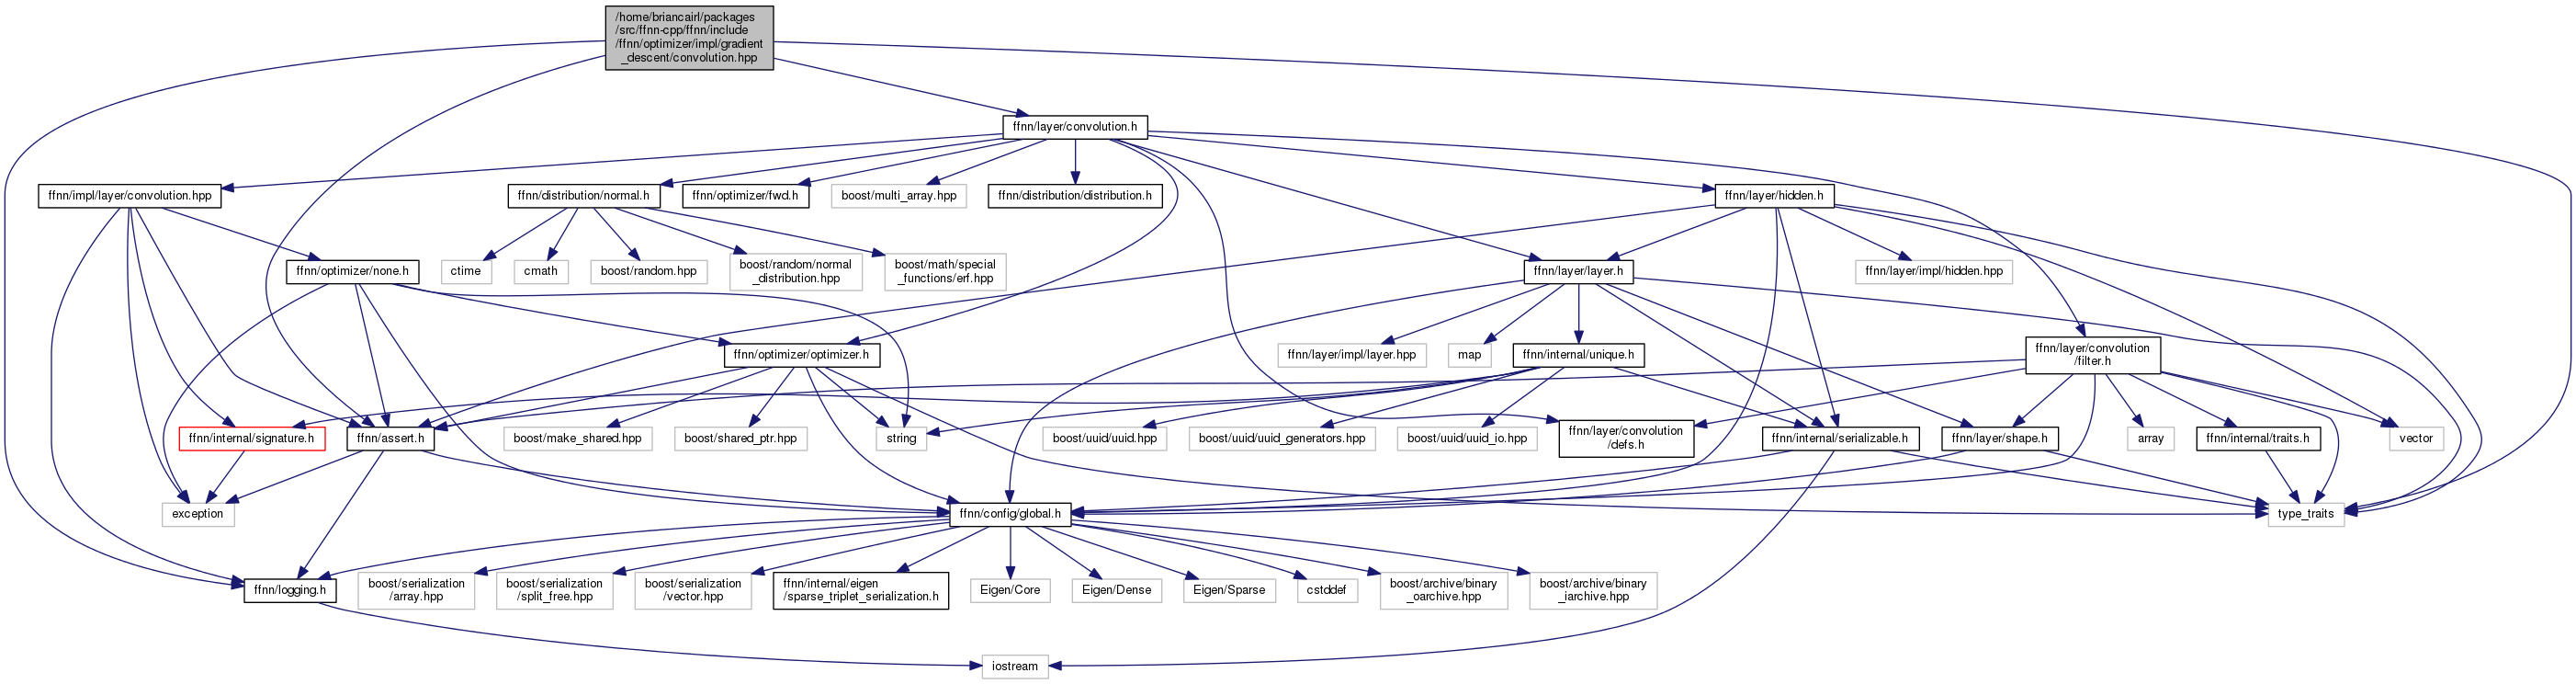 /home/briancairl/packages
/src/ffnn-cpp/ffnn/include
/ffnn/optimizer/impl/gradient
_descent/convolution.hpp
ffnn/layer/convolution.h
ffnn/impl/layer/convolution.hpp
ffnn/distribution/normal.h
ffnn/optimizer/fwd.h
boost/multi_array.hpp
ffnn/distribution/distribution.h
ffnn/layer/hidden.h
ffnn/optimizer/none.h
ctime
cmath
boost/random.hpp
boost/random/normal
_distribution.hpp
boost/math/special
_functions/erf.hpp
ffnn/layer/layer.h
ffnn/layer/impl/hidden.hpp
ffnn/optimizer/optimizer.h
ffnn/layer/impl/layer.hpp
map
ffnn/internal/unique.h
ffnn/layer/convolution
/filter.h
ffnn/internal/signature.h
ffnn/assert.h
boost/make_shared.hpp
boost/shared_ptr.hpp
string
boost/uuid/uuid.hpp
boost/uuid/uuid_generators.hpp
boost/uuid/uuid_io.hpp
ffnn/layer/convolution
/defs.h
ffnn/internal/serializable.h
ffnn/layer/shape.h
array
ffnn/internal/traits.h
vector
exception
ffnn/config/global.h
type_traits
ffnn/logging.h
boost/serialization
/array.hpp
boost/serialization
/split_free.hpp
boost/serialization
/vector.hpp
ffnn/internal/eigen
/sparse_triplet_serialization.h
Eigen/Core
Eigen/Dense
Eigen/Sparse
cstddef
boost/archive/binary
_oarchive.hpp
boost/archive/binary
_iarchive.hpp
iostream